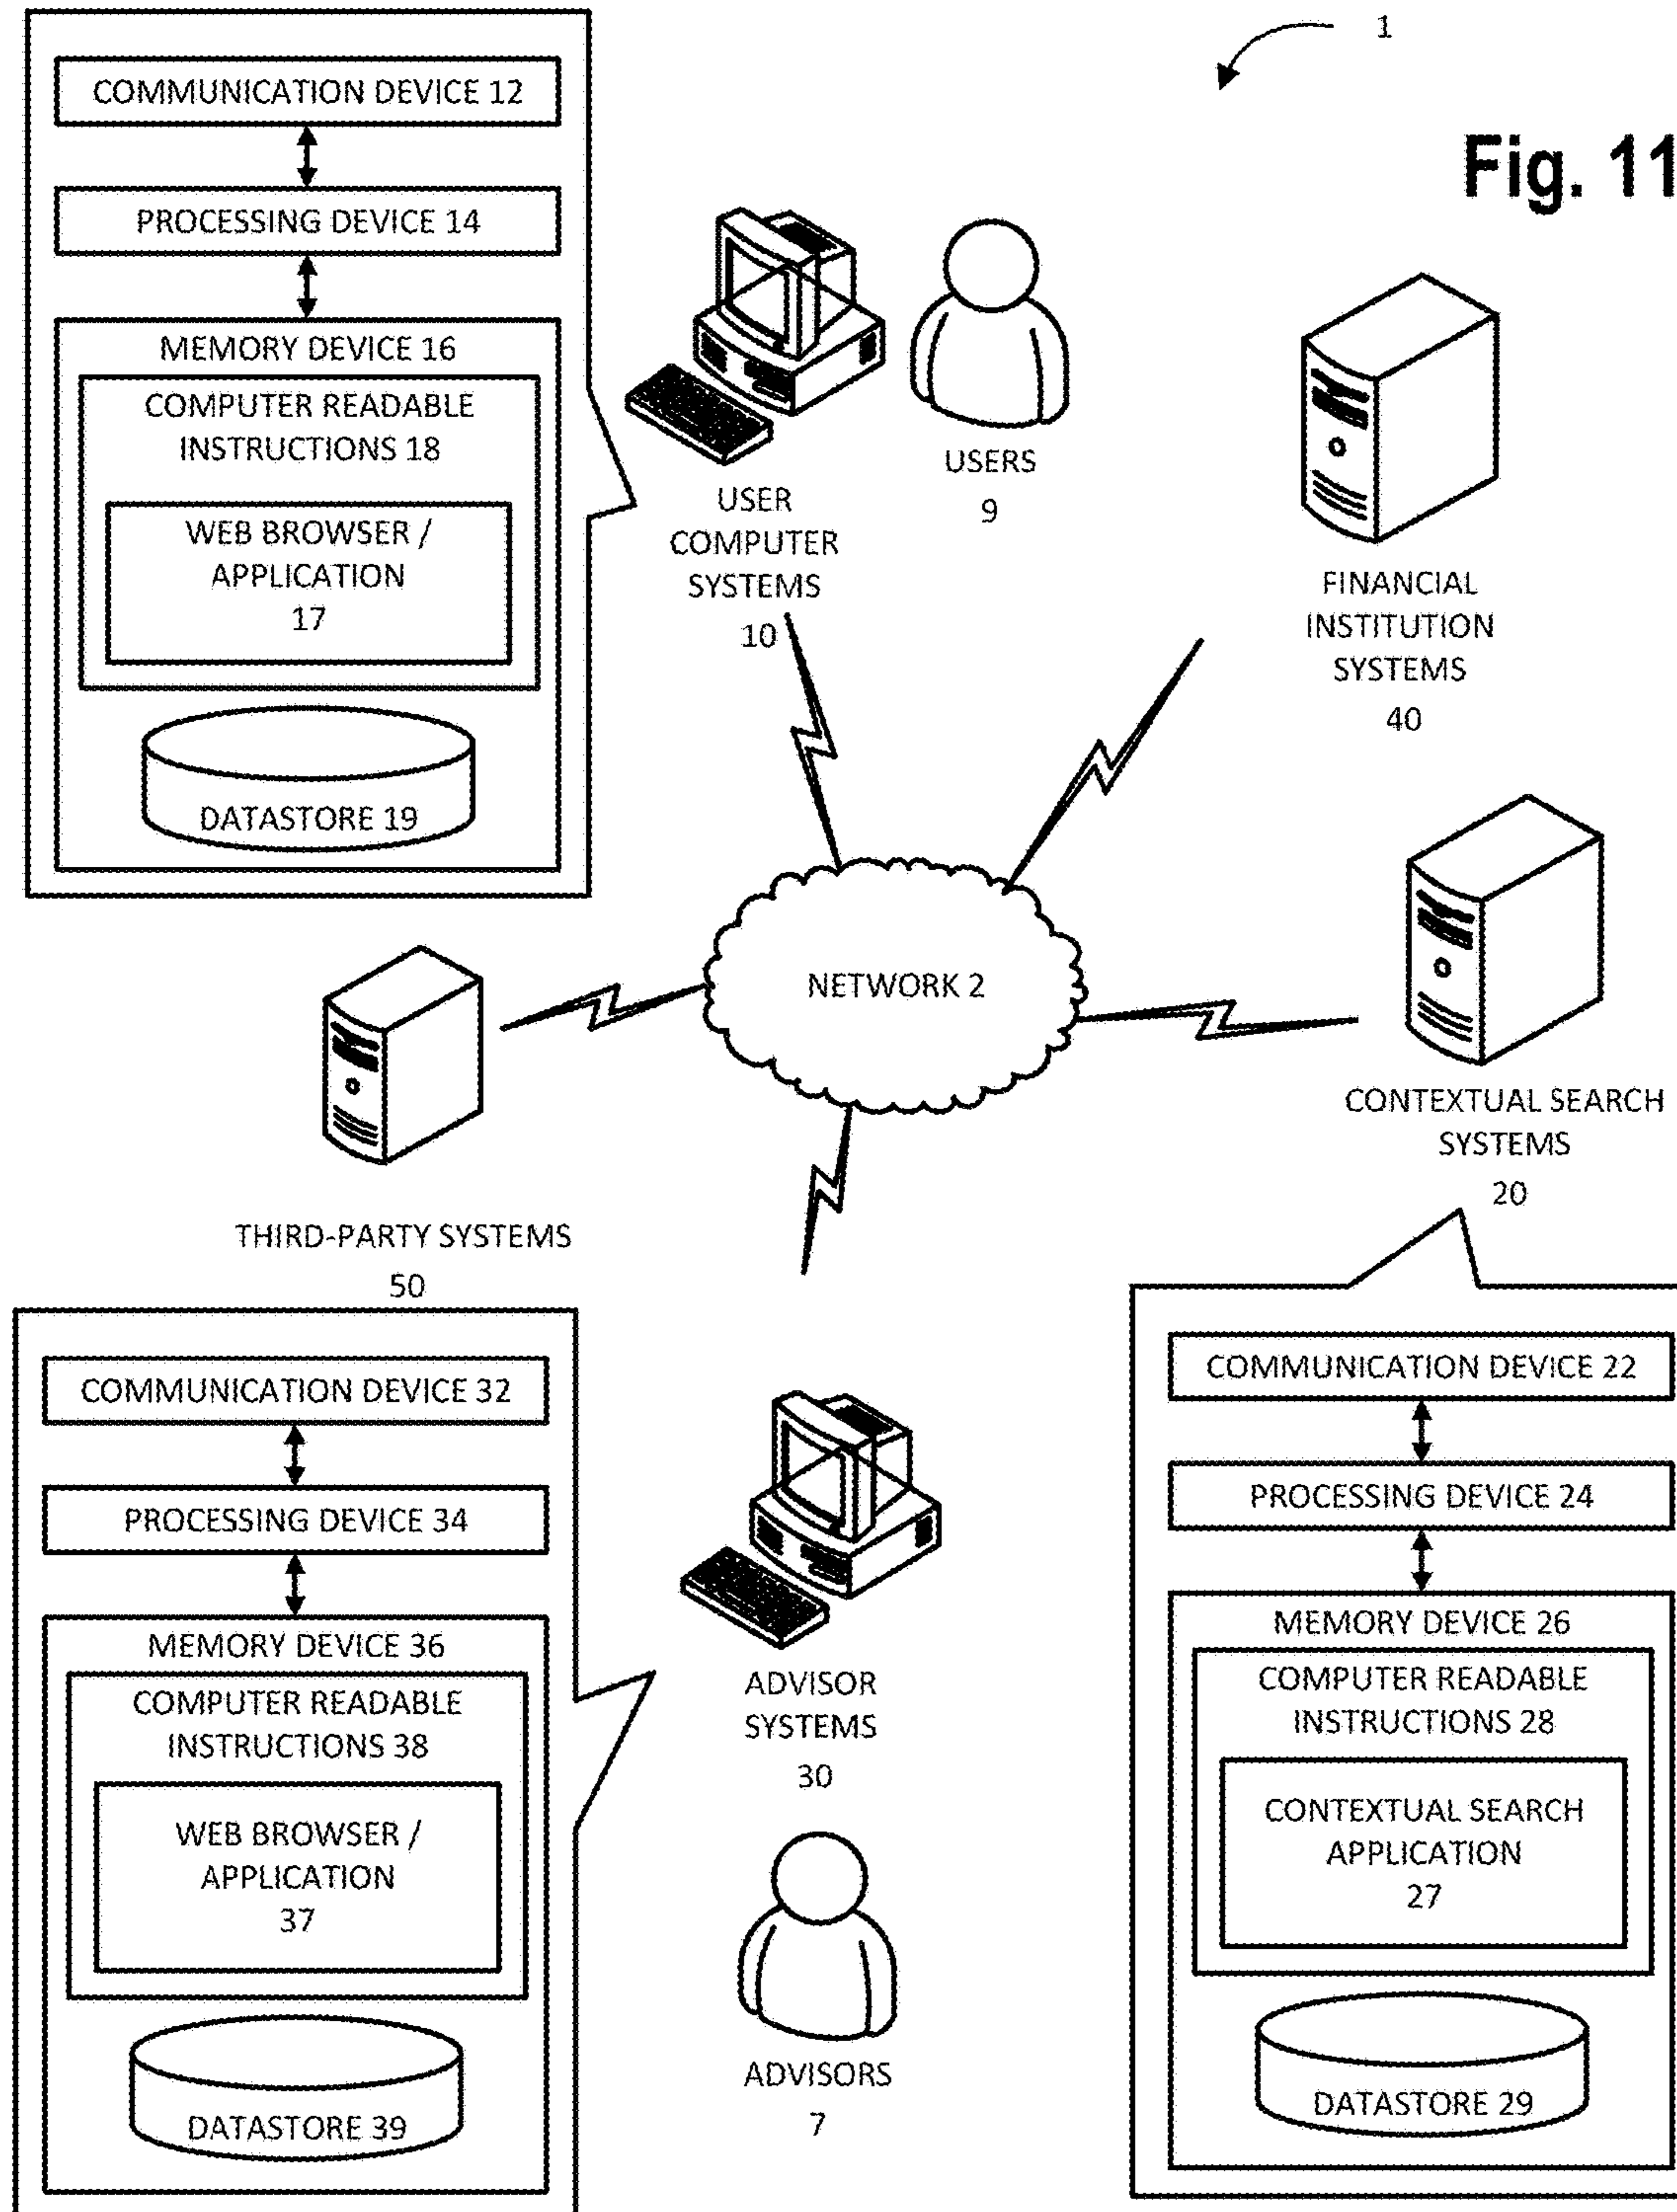 1
Fig. 11
COMMUNICATION DEVICE 12
PROCESSING DEVICE 14
MEMORY DEVICE 16
COMPUTER READABLE
INSTRUCTIONS 18
WEB BROWSER /
APPLICATION
17
DATASTORE 19
USER
COMPUTER
SYSTEMS
10
USERS
9
FINANCIAL
INSTITUTION
SYSTEMS
40
NETWORK 2
CONTEXTUAL SEARCH
SYSTEMS
20
THIRD-PARTY SYSTEMS
50
COMMUNICATION DEVICE 32
PROCESSING DEVICE 34
MEMORY DEVICE 36
COMPUTER READABLE
INSTRUCTIONS 38
WEB BROWSER /
APPLICATION
37
DATASTORE 39
ADVISOR
SYSTEMS
30
ADVISORS
7
COMMUNICATION DEVICE 22
PROCESSING DEVICE 24
MEMORY DEVICE 26
COMPUTER READABLE
INSTRUCTIONS 28
CONTEXTUAL SEARCH
APPLICATION
27
DATASTORE 29